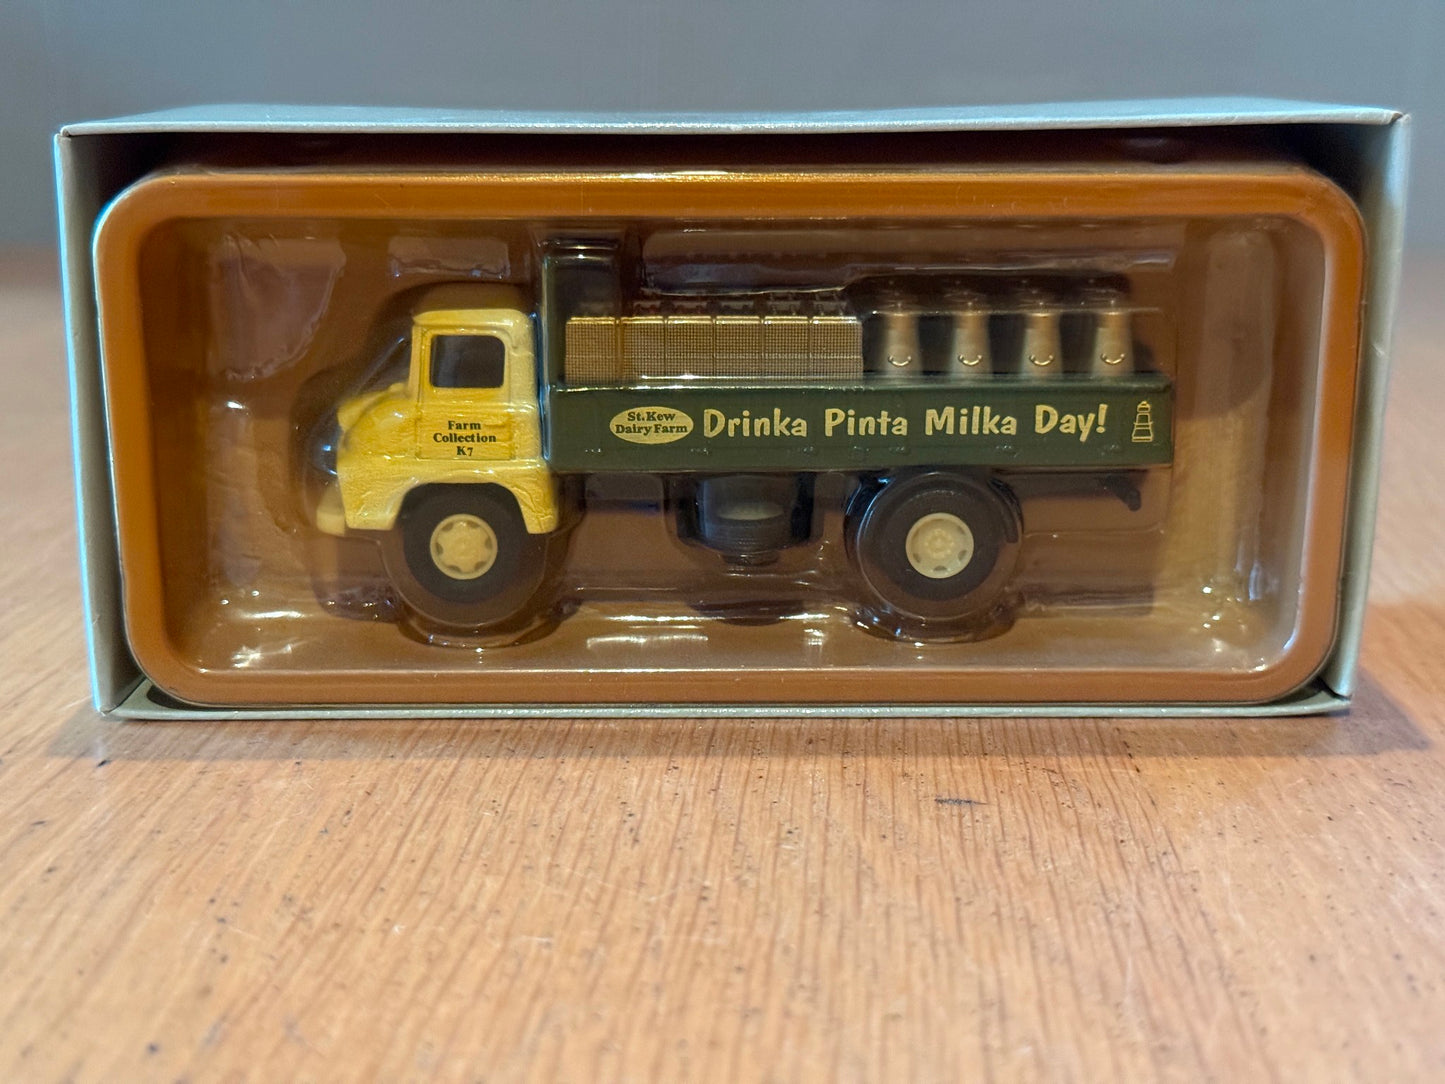 Farm
Collection
K7
St.Kew
Dairy Farm
Drinka Pinta Milka Day!